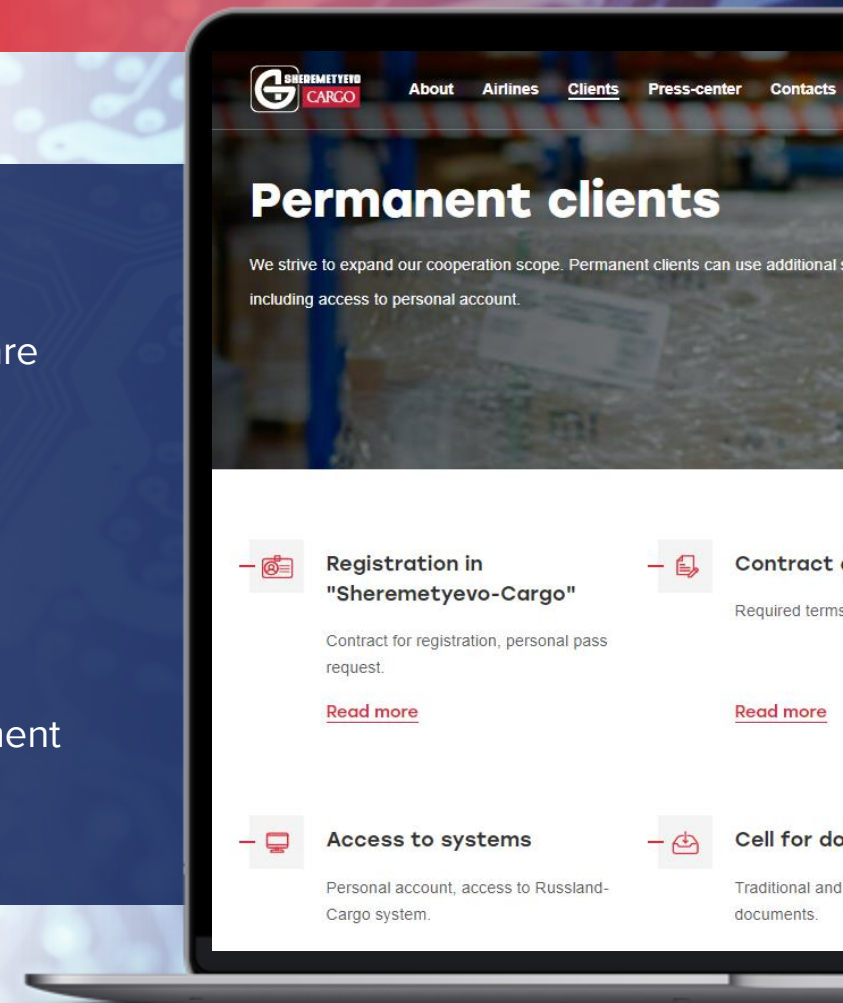 SHEREMETYEVO
CARGO
About Airlines Clients Press-center Contacts
Permanent clients
We strive to expand our cooperation scope. Permanent clients can use additional
including access to personal account.
Registration in
"Sheremetyevo-Cargo"
Contract for registration, personal pass
request.
Read more
Contract
Required terms
Read more
Access to systems
Personal account, access to Russland-
Cargo system.
Cell for
Traditional and
documents.